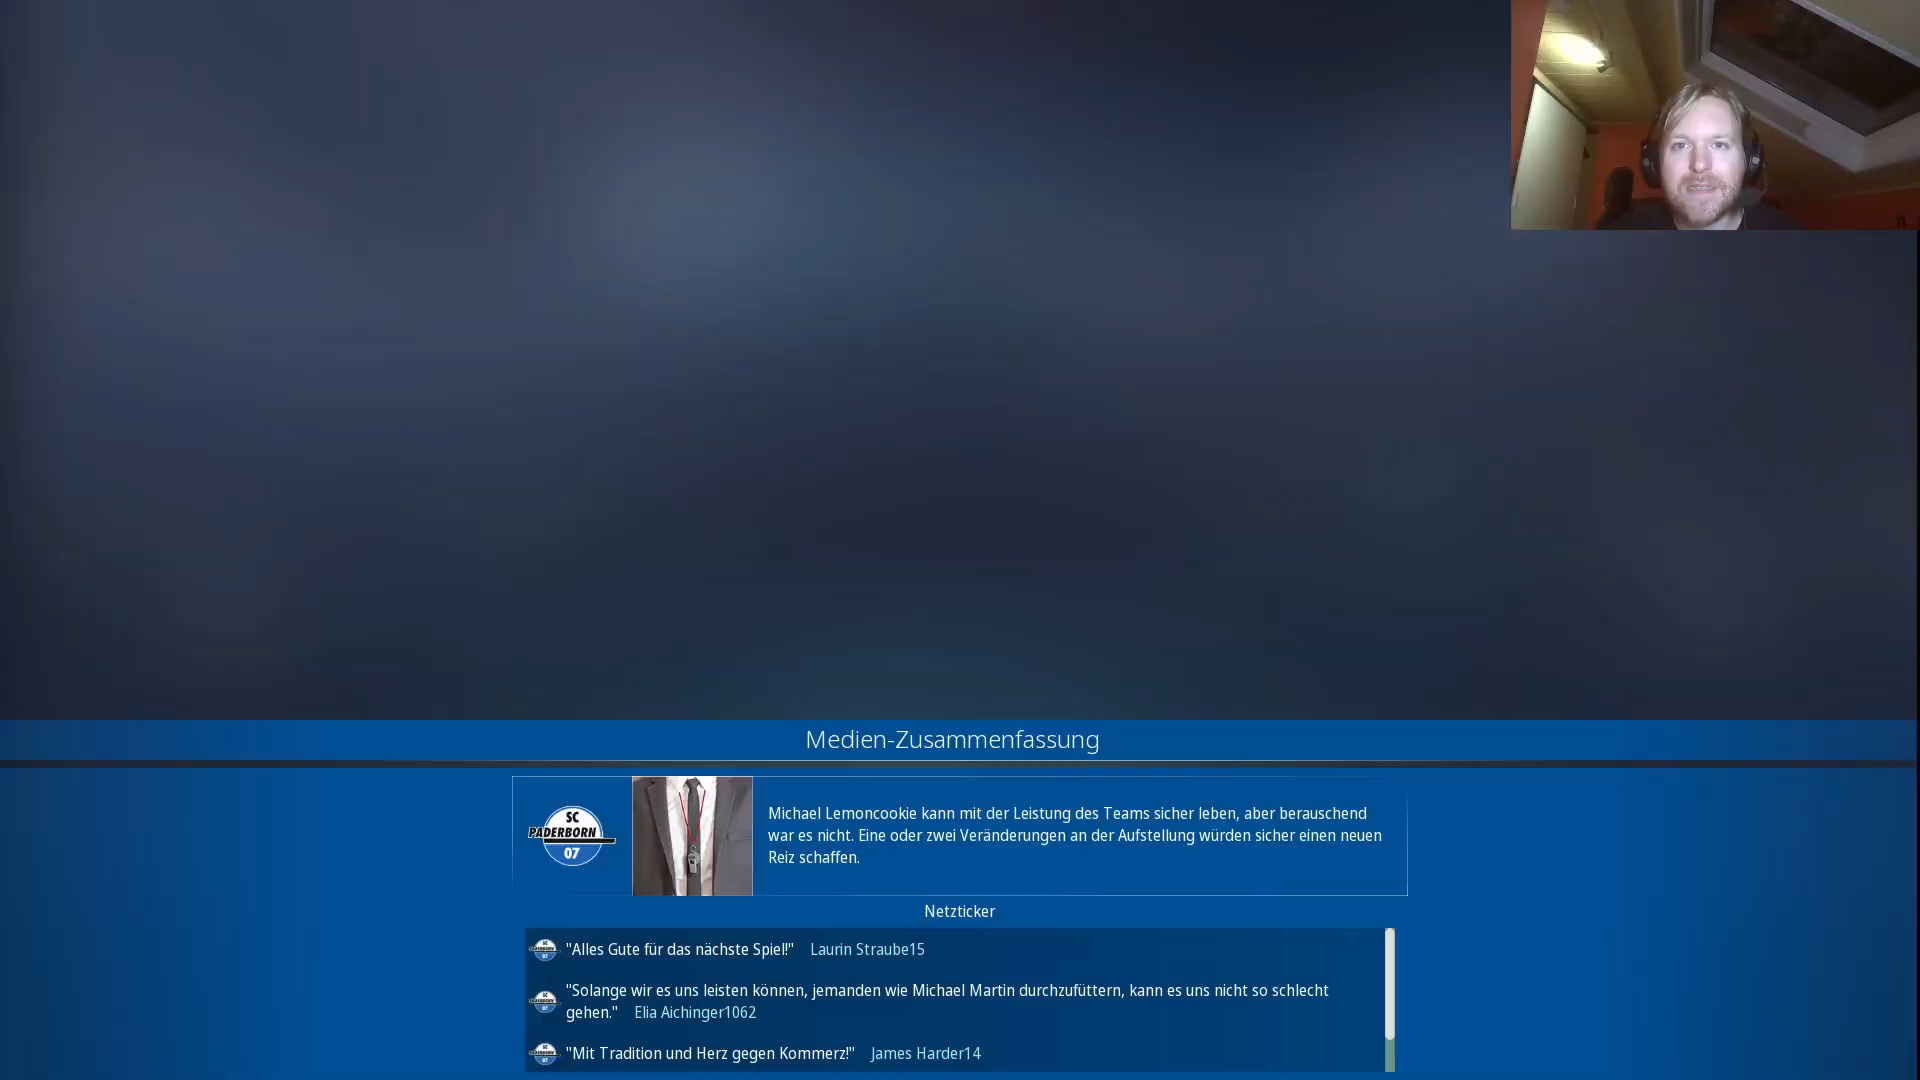 Medien-Zusammenfassung
SC
PADERBORN
07
Michael Lemoncookie kann mit der Leistung des Teams sicher leben, aber berauschend
war es nicht. Eine oder zwei Veränderungen an der Aufstellung würden sicher einen neuen
Reiz schaffen.
Netzticker
"Alles Gute für das nächste Spiel!" Laurin Straube15
"Solange wir es uns leisten können, jemanden wie Michael Martin durchzufüttern, kann es uns nicht so schlecht
gehen." Elia Aichinger1062
"Mit Tradition und Herz gegen Kommerz!" James Harder14